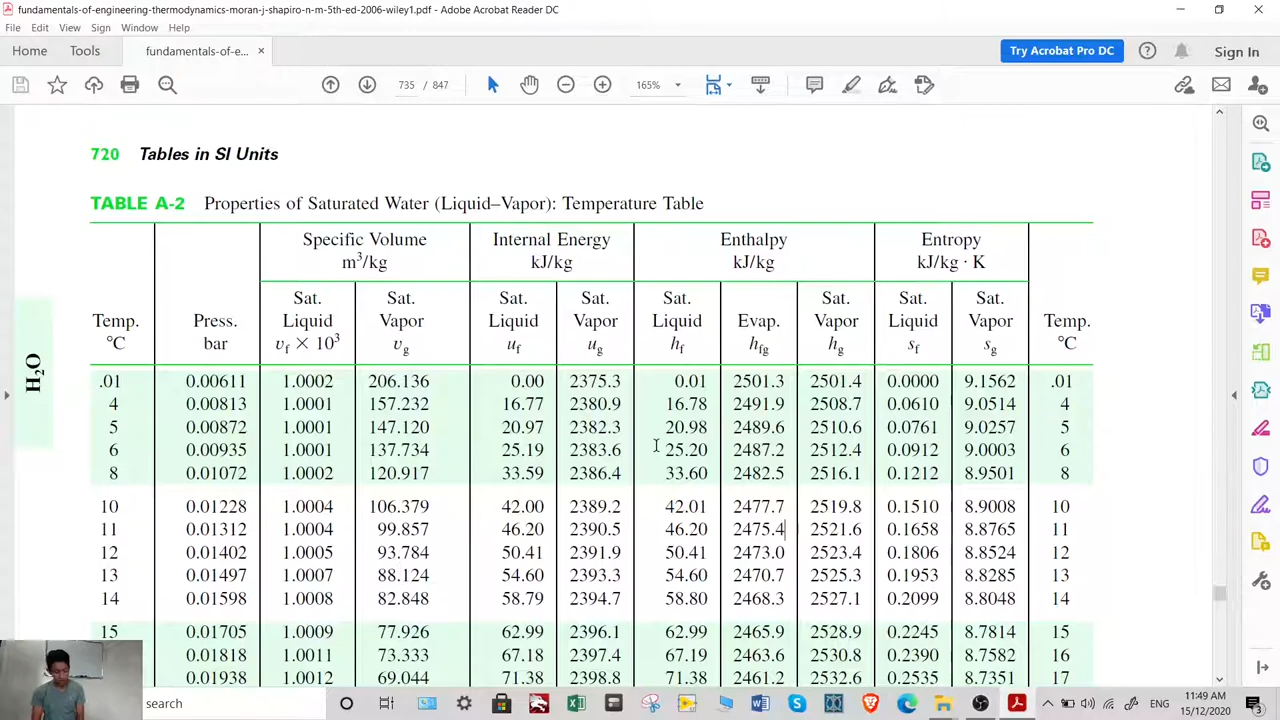 fundamentals-of-engineering-thermodynamics-moran-j-shapiro-n-m-5th-ed-2006-wiley1.pdf - Adobe Acrobat Reader DC
File Edit View Sign Window Help
Home Tools fundamentals-of-e... × Try Acrobat Pro DC Sign In
735 / 847 165%
720 Tables in SI Units
TABLE A-2 Properties of Saturated Water (Liquid–Vapor): Temperature Table
Specific Volume Internal Energy Enthalpy Entropy
m³/kg kJ/kg kJ/kg kJ/kg · K
Sat. Sat. Sat. Sat. Sat. Sat. Sat. Sat.
Temp. Press. Liquid Vapor Liquid Vapor Liquid Evap. Vapor Liquid Vapor Temp.
°C bar vf × 10³ vg uf ug hf hfg hg sf sg °C
.01 0.00611 1.0002 206.136 0.00 2375.3 0.01 2501.3 2501.4 0.0000 9.1562 .01
4 0.00813 1.0001 157.232 16.77 2380.9 16.78 2491.9 2508.7 0.0610 9.0514 4
5 0.00872 1.0001 147.120 20.97 2382.3 20.98 2489.6 2510.6 0.0761 9.0257 5
6 0.00935 1.0001 137.734 25.19 2383.6 25.20 2487.2 2512.4 0.0912 9.0003 6
8 0.01072 1.0002 120.917 33.59 2386.4 33.60 2482.5 2516.1 0.1212 8.9501 8
10 0.01228 1.0004 106.379 42.00 2389.2 42.01 2477.7 2519.8 0.1510 8.9008 10
11 0.01312 1.0004 99.857 46.20 2390.5 46.20 2475.4 2521.6 0.1658 8.8765 11
12 0.01402 1.0005 93.784 50.41 2391.9 50.41 2473.0 2523.4 0.1806 8.8524 12
13 0.01497 1.0007 88.124 54.60 2393.3 54.60 2470.7 2525.3 0.1953 8.8285 13
14 0.01598 1.0008 82.848 58.79 2394.7 58.80 2468.3 2527.1 0.2099 8.8048 14
15 0.01705 1.0009 77.926 62.99 2396.1 62.99 2465.9 2528.9 0.2245 8.7814 15
0.01818 1.0011 73.333 67.18 2397.4 67.19 2463.6 2530.8 0.2390 8.7582 16
0.01938 1.0012 69.044 71.38 2398.8 71.38 2461.2 2532.6 0.2535 8.7351 17
H₂O
search
ENG
11:49 AM
15/12/2020
3